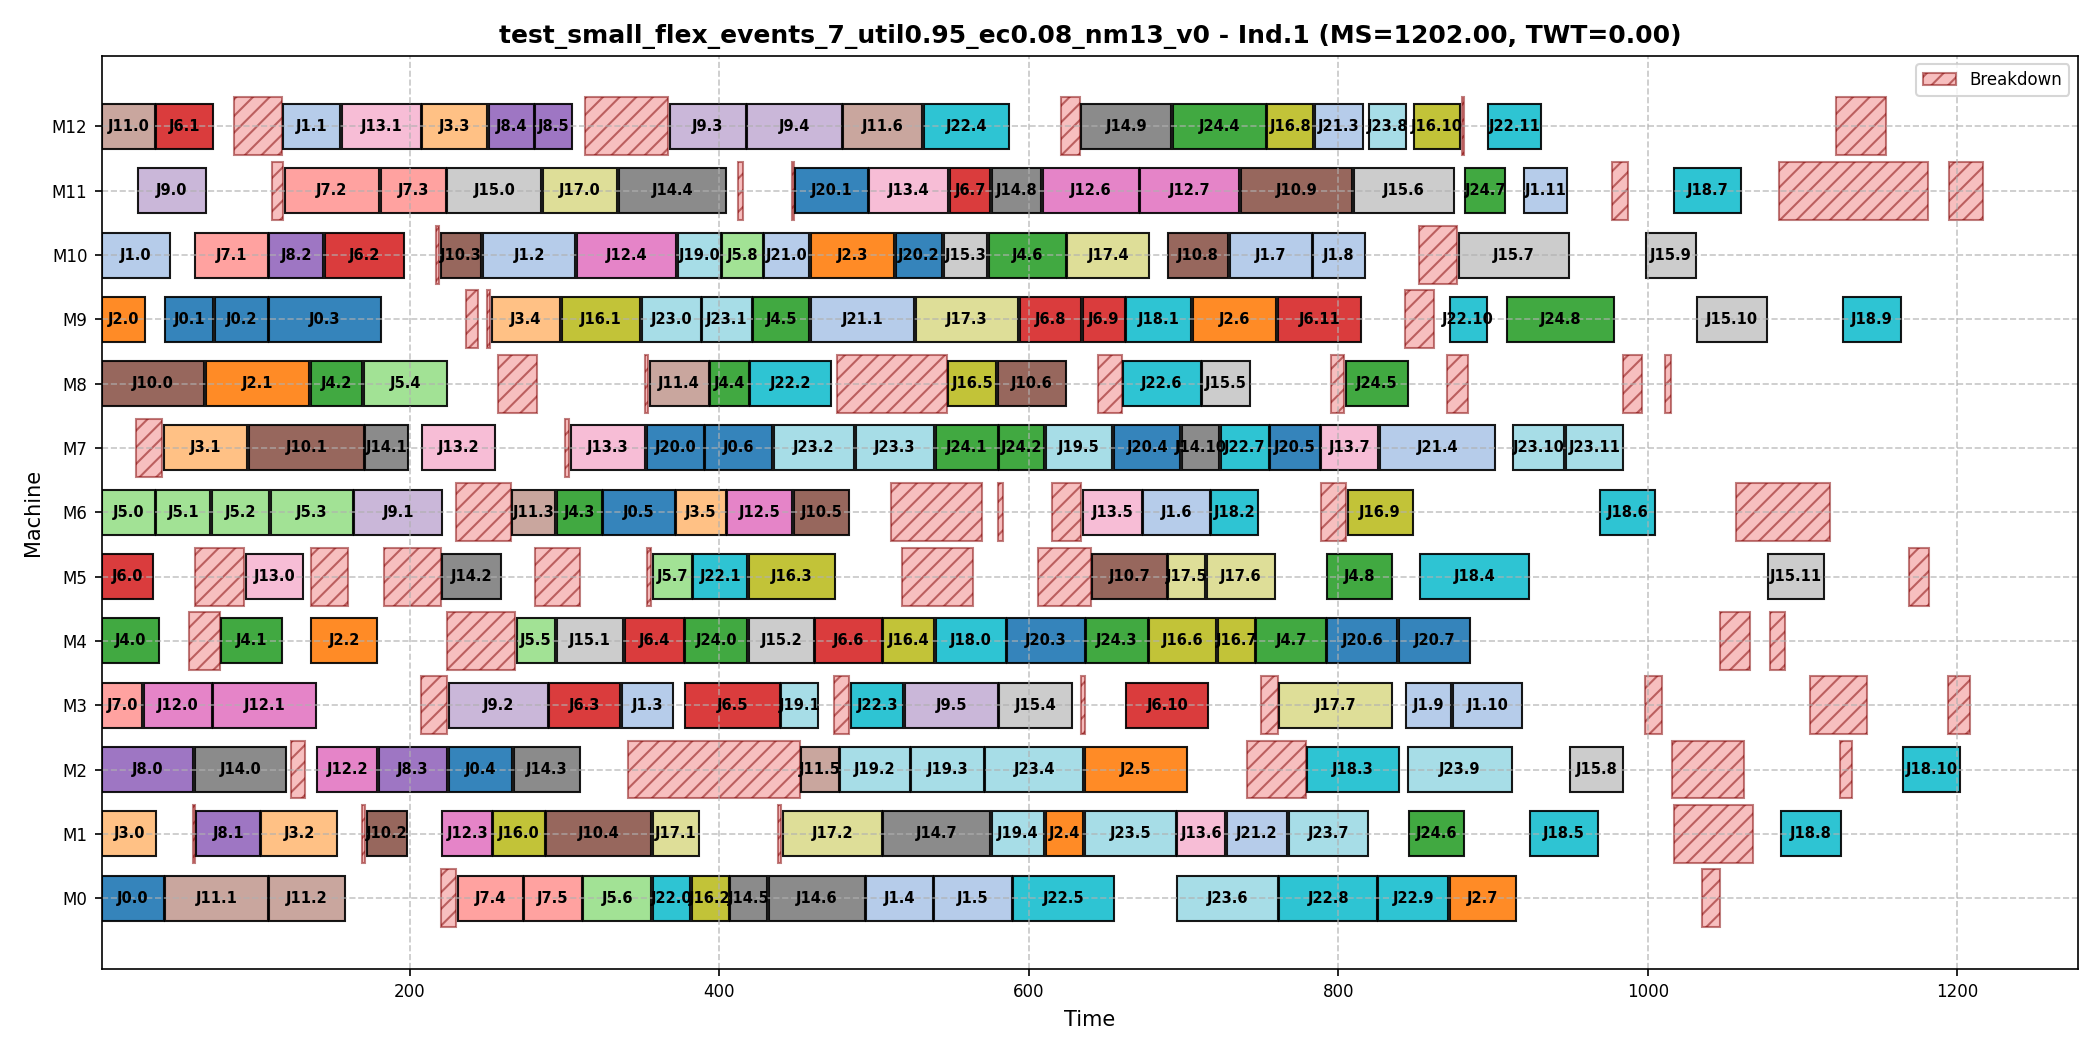 test_small_flex_events_7_util0.95_ec0.08_nm13_v0 - Ind.1 (MS=1202.00, TWT=0.00)
Breakdown
M12 J11.0 J6.1 J1.1 J13.1 J3.3 J8.4 J8.5 J9.3 J9.4 J11.6 J22.4 J14.9 J24.4 J16.8 J21.3 J23.8 J16.10 J22.11
M11 J9.0 J7.2 J7.3 J15.0 J17.0 J14.4 J20.1 J13.4 J6.7 J14.8 J12.6 J12.7 J10.9 J15.6 J24.7 J1.11 J18.7
M10 J1.0 J7.1 J8.2 J6.2 J10.3 J1.2 J12.4 J19.0 J5.8 J21.0 J2.3 J20.2 J15.3 J4.6 J17.4 J10.8 J1.7 J1.8 J15.7 J15.9
M9 J2.0 J0.1 J0.2 J0.3 J3.4 J16.1 J23.0 J23.1 J4.5 J21.1 J17.3 J6.8 J6.9 J18.1 J2.6 J6.11 J22.10 J24.8 J15.10 J18.9
M8 J10.0 J2.1 J4.2 J5.4 J11.4 J4.4 J22.2 J16.5 J10.6 J22.6 J15.5 J24.5
M7 J3.1 J10.1 J14.1 J13.2 J13.3 J20.0 J0.6 J23.2 J23.3 J24.1 J24.2 J19.5 J20.4 J14.10 J22.7 J20.5 J13.7 J21.4 J23.10 J23.11
M6 J5.0 J5.1 J5.2 J5.3 J9.1 J11.3 J4.3 J0.5 J3.5 J12.5 J10.5 J13.5 J1.6 J18.2 J16.9 J18.6
M5 J6.0 J13.0 J14.2 J5.7 J22.1 J16.3 J10.7 J17.5 J17.6 J4.8 J18.4 J15.11
M4 J4.0 J4.1 J2.2 J5.5 J15.1 J6.4 J24.0 J15.2 J6.6 J16.4 J18.0 J20.3 J24.3 J16.6 J16.7 J4.7 J20.6 J20.7
M3 J7.0 J12.0 J12.1 J9.2 J6.3 J1.3 J6.5 J19.1 J22.3 J9.5 J15.4 J6.10 J17.7 J1.9 J1.10
M2 J8.0 J14.0 J12.2 J8.3 J0.4 J14.3 J11.5 J19.2 J19.3 J23.4 J2.5 J18.3 J23.9 J15.8 J18.10
M1 J3.0 J8.1 J3.2 J10.2 J12.3 J16.0 J10.4 J17.1 J17.2 J14.7 J19.4 J2.4 J23.5 J13.6 J21.2 J23.7 J24.6 J18.5 J18.8
M0 J0.0 J11.1 J11.2 J7.4 J7.5 J5.6 J22.0 J16.2 J14.5 J14.6 J1.4 J1.5 J22.5 J23.6 J22.8 J22.9 J2.7
200 400 600 800 1000 1200
Time
Machine